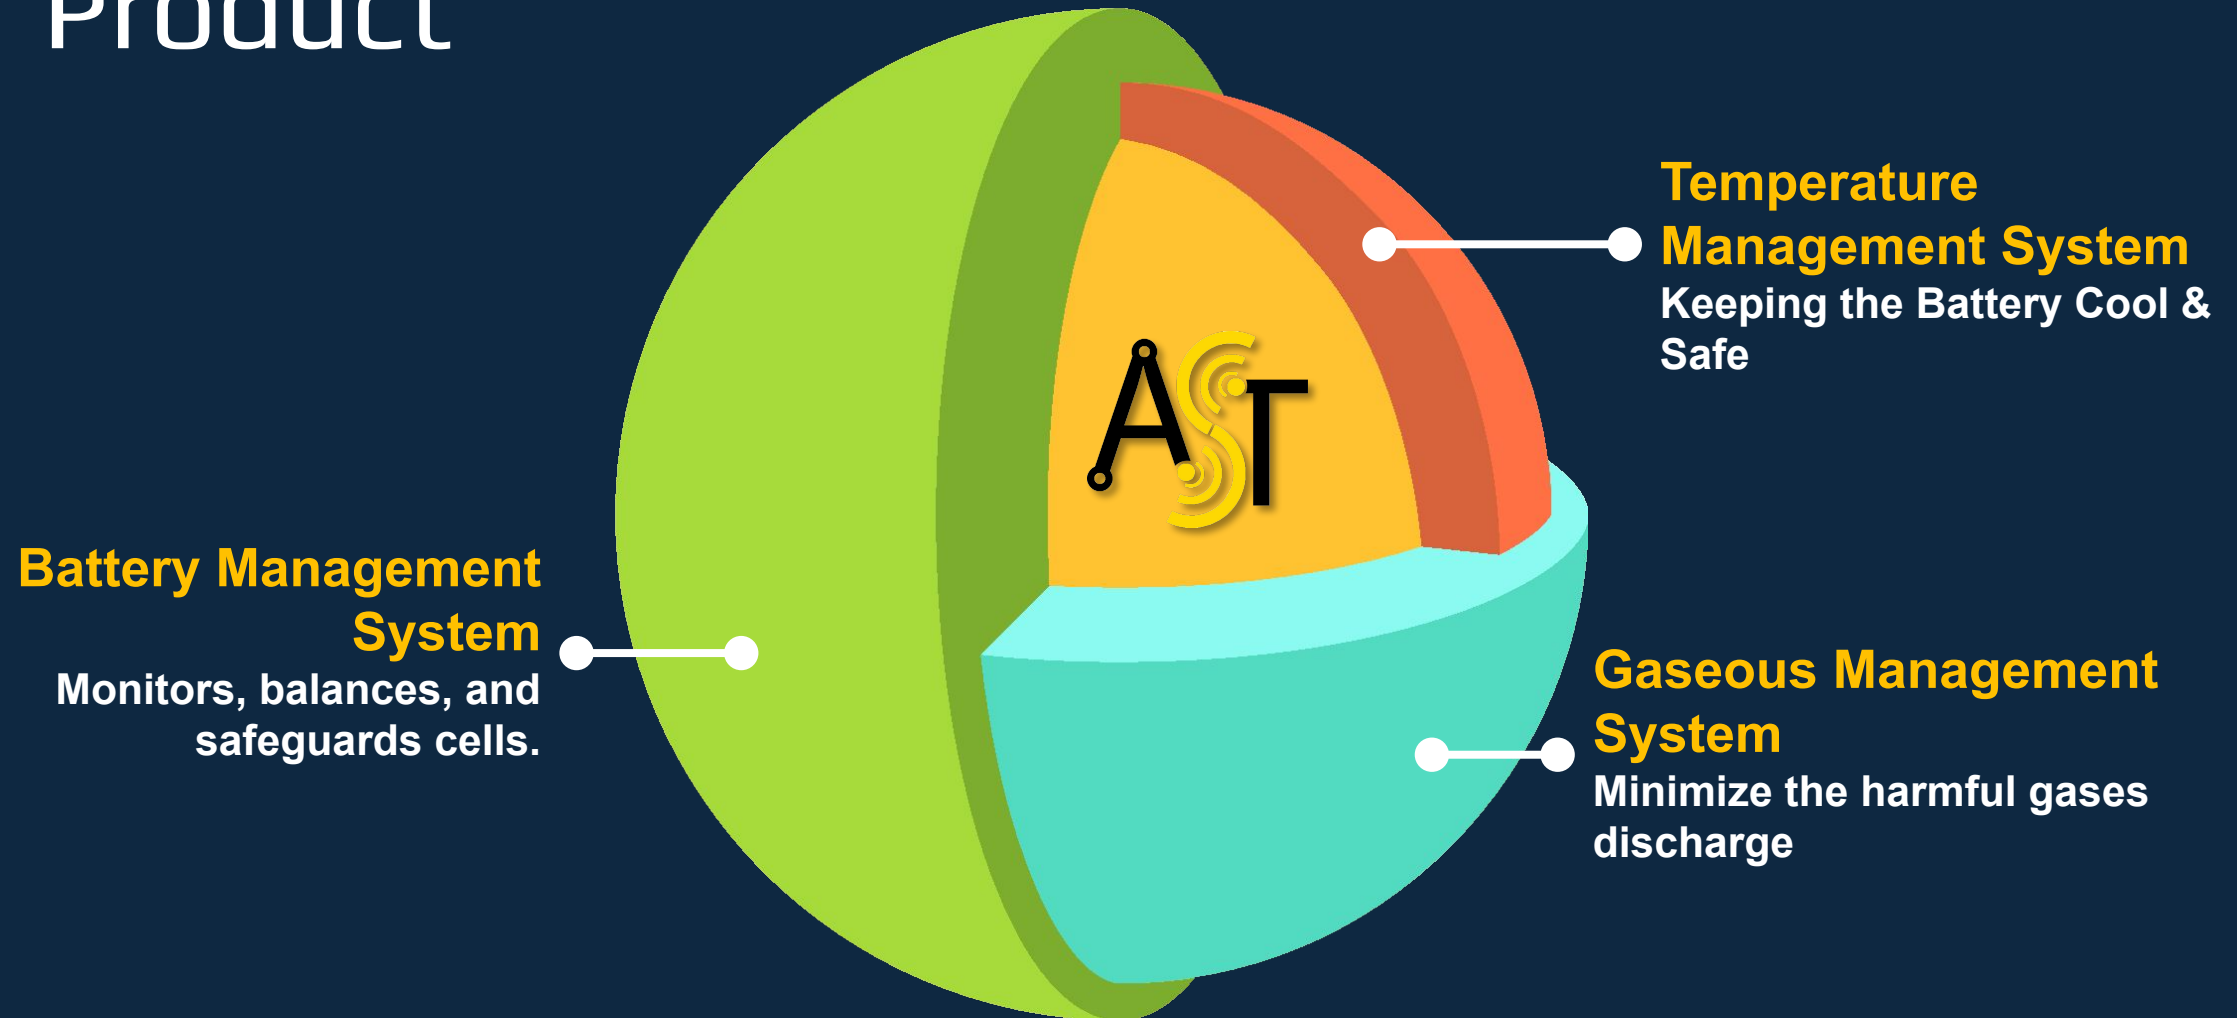 Product
Temperature
Management System
Keeping the Battery Cool &
Safe
AST
Battery Management
System
Monitors, balances, and
safeguards cells.
Gaseous Management
System
Minimize the harmful gases
discharge